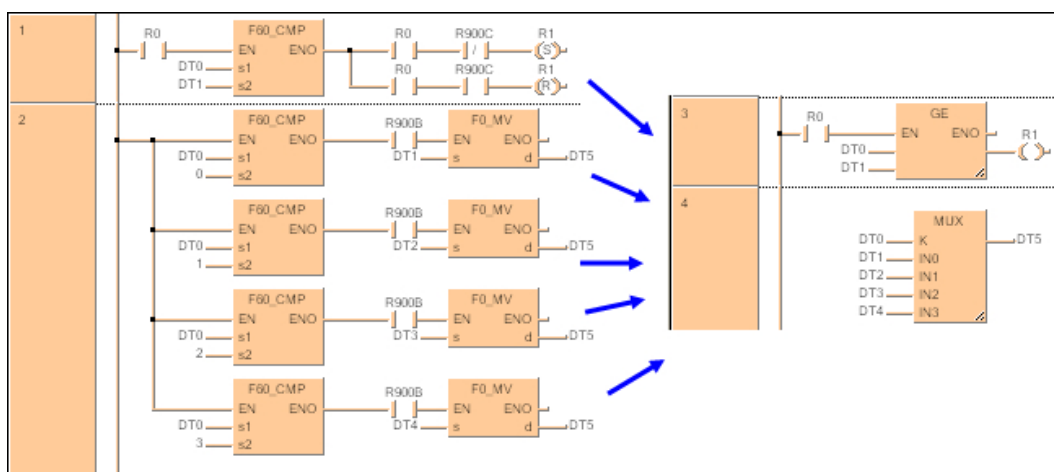 1
R0
F60_CMP
EN ENO
DT0 s1
DT1 s2
R0 R900C R1
/ S
R0 R900C R1
R
2
F60_CMP
EN ENO
DT0 s1
0 s2
R900B
F0_MV
EN ENO
DT1 s d DT5
F60_CMP
EN ENO
DT0 s1
1 s2
R900B
F0_MV
EN ENO
DT2 s d DT5
F60_CMP
EN ENO
DT0 s1
2 s2
R900B
F0_MV
EN ENO
DT3 s d DT5
F60_CMP
EN ENO
DT0 s1
3 s2
R900B
F0_MV
EN ENO
DT4 s d DT5
3
R0
GE
EN ENO
DT0
DT1
R1
4
MUX
DT0 K DT5
DT1 IN0
DT2 IN1
DT3 IN2
DT4 IN3